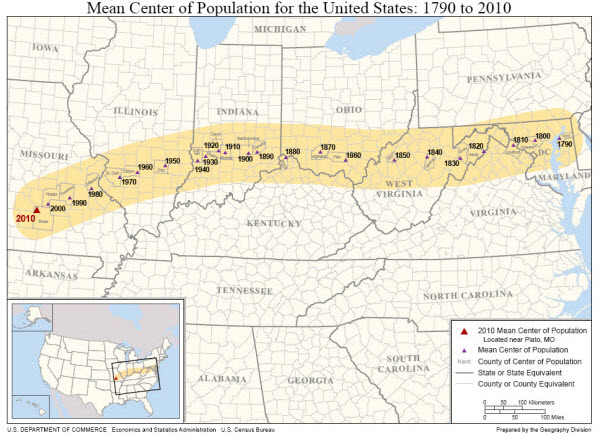 Mean Center of Population for the United States: 1790 to 2010
IOWA
MICHIGAN
PENNSYLVANIA
ILLINOIS
INDIANA
OHIO
1920
1910
1900
1890
1880
1870
1860
1850
1840
1830
1820
1810
1800
1790
DC
MARYLAND
MISSOURI
1930
1940
1950
1960
1970
1980
1990
2000
2010
WEST
VIRGINIA
VIRGINIA
KENTUCKY
ARKANSAS
TENNESSEE
NORTH CAROLINA
ALABAMA
GEORGIA
SOUTH
CAROLINA
2010 Mean Center of Population
Located near Plato, MO
Mean Center of Population
Kent County of Center of Population
State or State Equivalent
County or County Equivalent
0 100 Kilometers
0 100 Miles
U.S. DEPARTMENT OF COMMERCE Economics and Statistics Administration U.S. Census Bureau
Prepared by the Geography Division